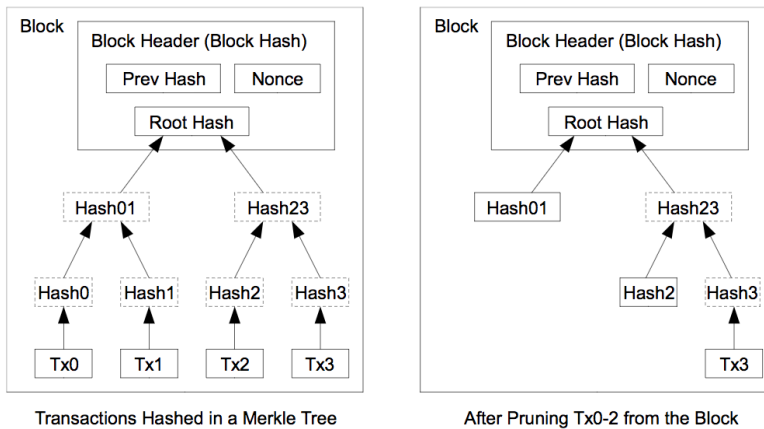 Block
Block Header (Block Hash)
Prev Hash
Nonce
Root Hash
Hash01
Hash23
Hash0
Hash1
Hash2
Hash3
Tx0
Tx1
Tx2
Tx3
Transactions Hashed in a Merkle Tree
Block
Block Header (Block Hash)
Prev Hash
Nonce
Root Hash
Hash01
Hash23
Hash2
Hash3
Tx3
After Pruning Tx0-2 from the Block